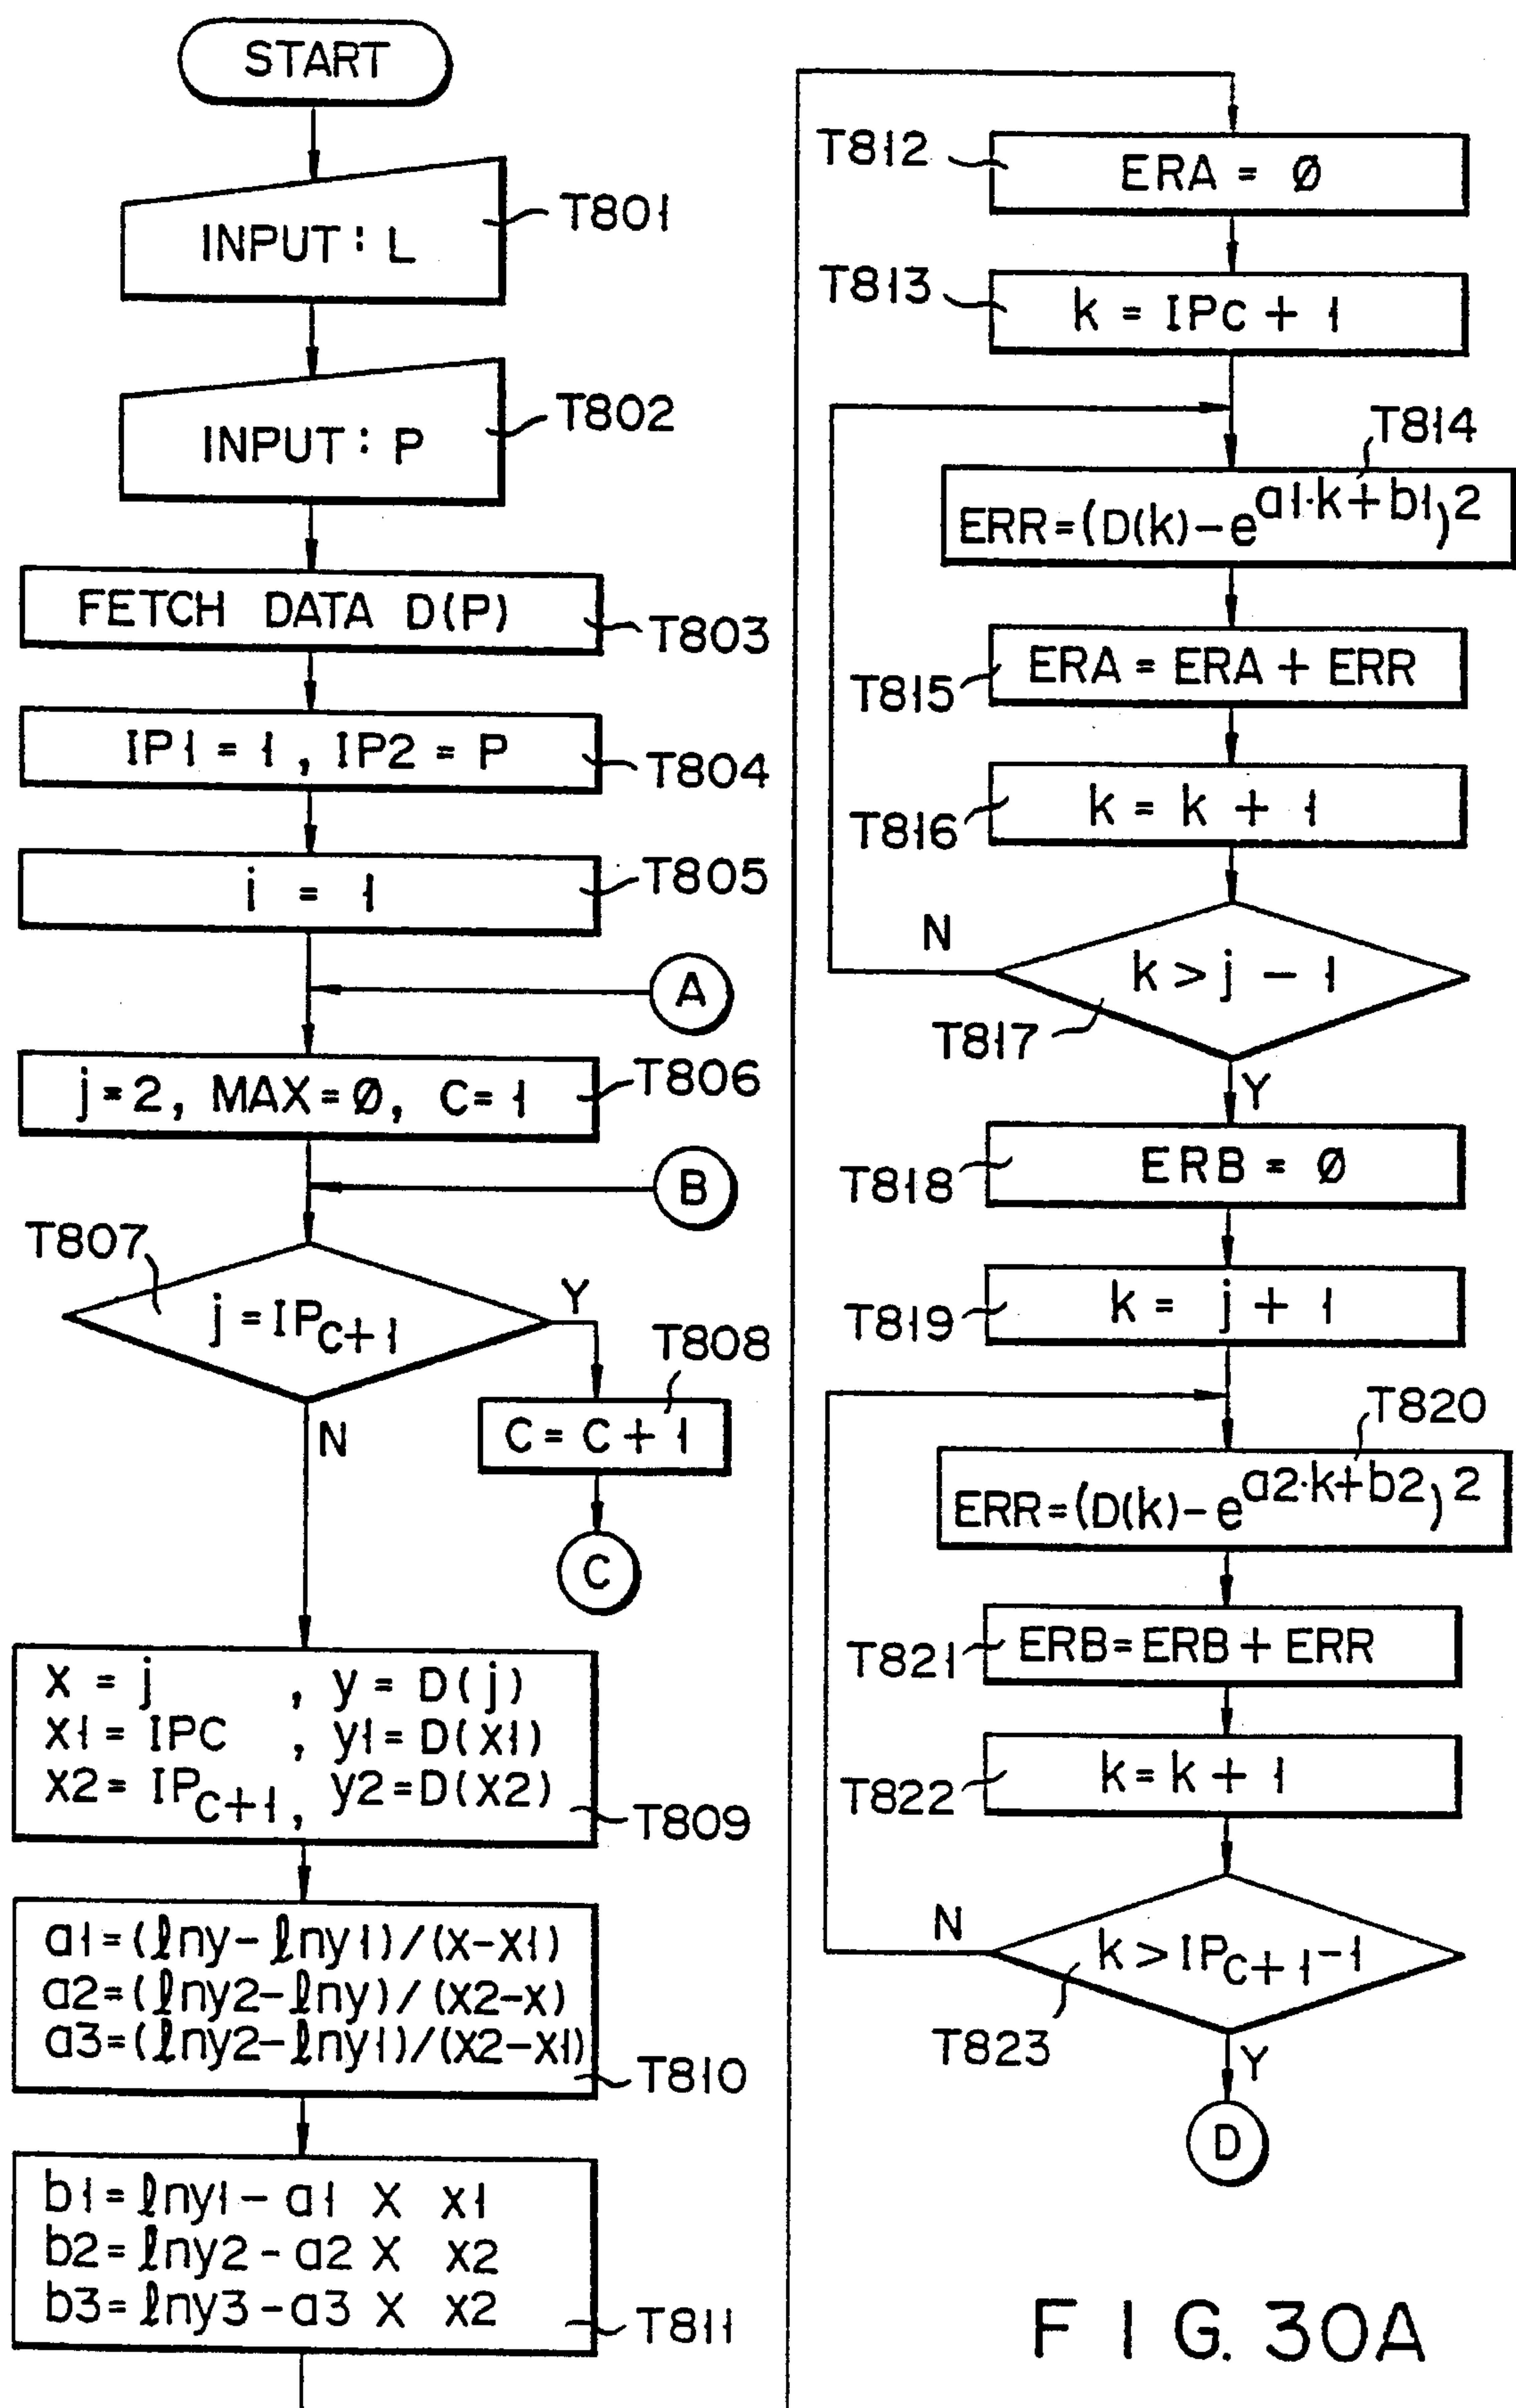 START
INPUT : L
T801
INPUT : P
T802
FETCH DATA D(P)
T803
IP1 = 1 , IP2 = P
T804
i = 1
T805
A
j=2, MAX=Ø, C=1
T806
B
T807
j = IPC+1
Y
N
T808
C = C + 1
C
x = j , y = D(j)
x1 = IPC , y1 = D(x1)
x2 = IPC+1, y2=D(x2)
T809
a1=(ℓny-ℓny1)/(x-x1)
a2=(ℓny2-ℓny)/(x2-x)
a3=(ℓny2-ℓny1)/(x2-x1)
T810
b1=ℓny1-a1 X x1
b2=ℓny2-a2 X x2
b3=ℓny3-a3 X x2
T811
T812
ERA = Ø
T813
k = IPc + 1
T814
ERR=(D(k)-e^a1·k+b1)^2
T815
ERA = ERA + ERR
T816
k = k + 1
N
k > j - 1
T817
Y
T818
ERB = Ø
T819
k = j + 1
T820
ERR=(D(k)-e^a2·k+b2)^2
T821
ERB=ERB + ERR
T822
k = k + 1
N
k > IPC+1-1
T823
Y
D
FIG. 30A